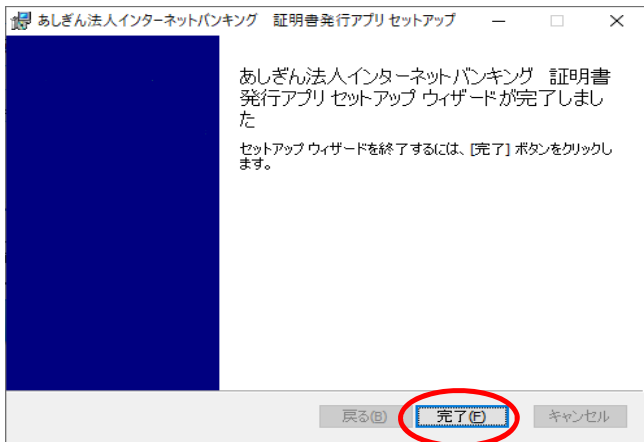 あしぎん法人インターネットバンキング 証明書発行アプリ セットアップ
あしぎん法人インターネットバンキング 証明書
発行アプリ セットアップ ウィザードが完了しまし
た
セットアップ ウィザードを終了するには、[完了] ボタンをクリックし
ます。
戻る(B) 完了(F) キャンセル